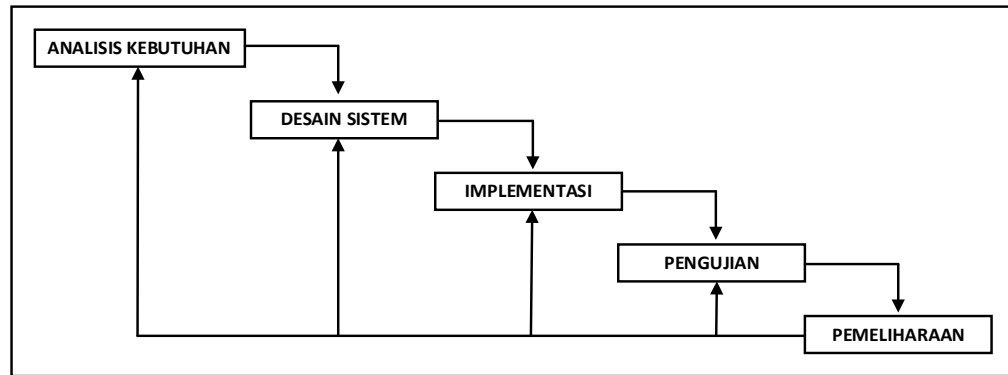 ANALISIS KEBUTUHAN
DESAIN SISTEM
IMPLEMENTASI
PENGUJIAN
PEMELIHARAAN